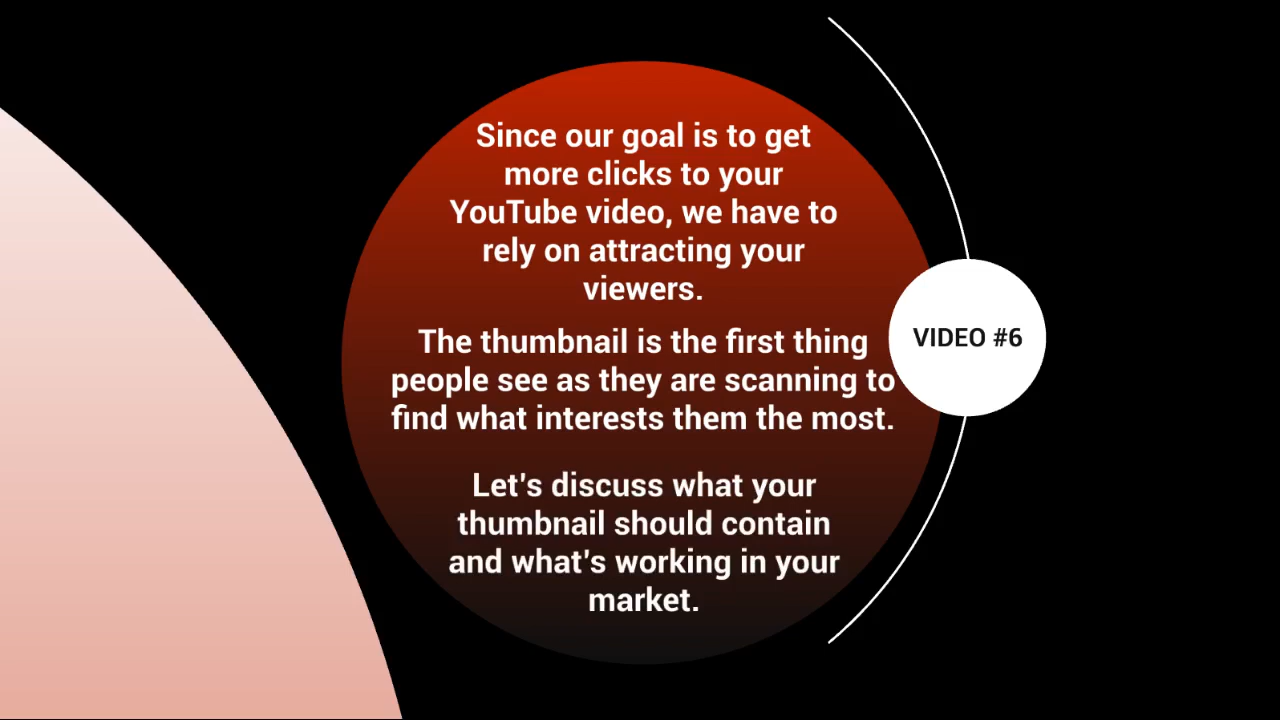 Since our goal is to get
more clicks to your
YouTube video, we have to
rely on attracting your
viewers.
The thumbnail is the first thing
people see as they are scanning to
find what interests them the most.
Let's discuss what your
thumbnail should contain
and what's working in your
market.
VIDEO #6